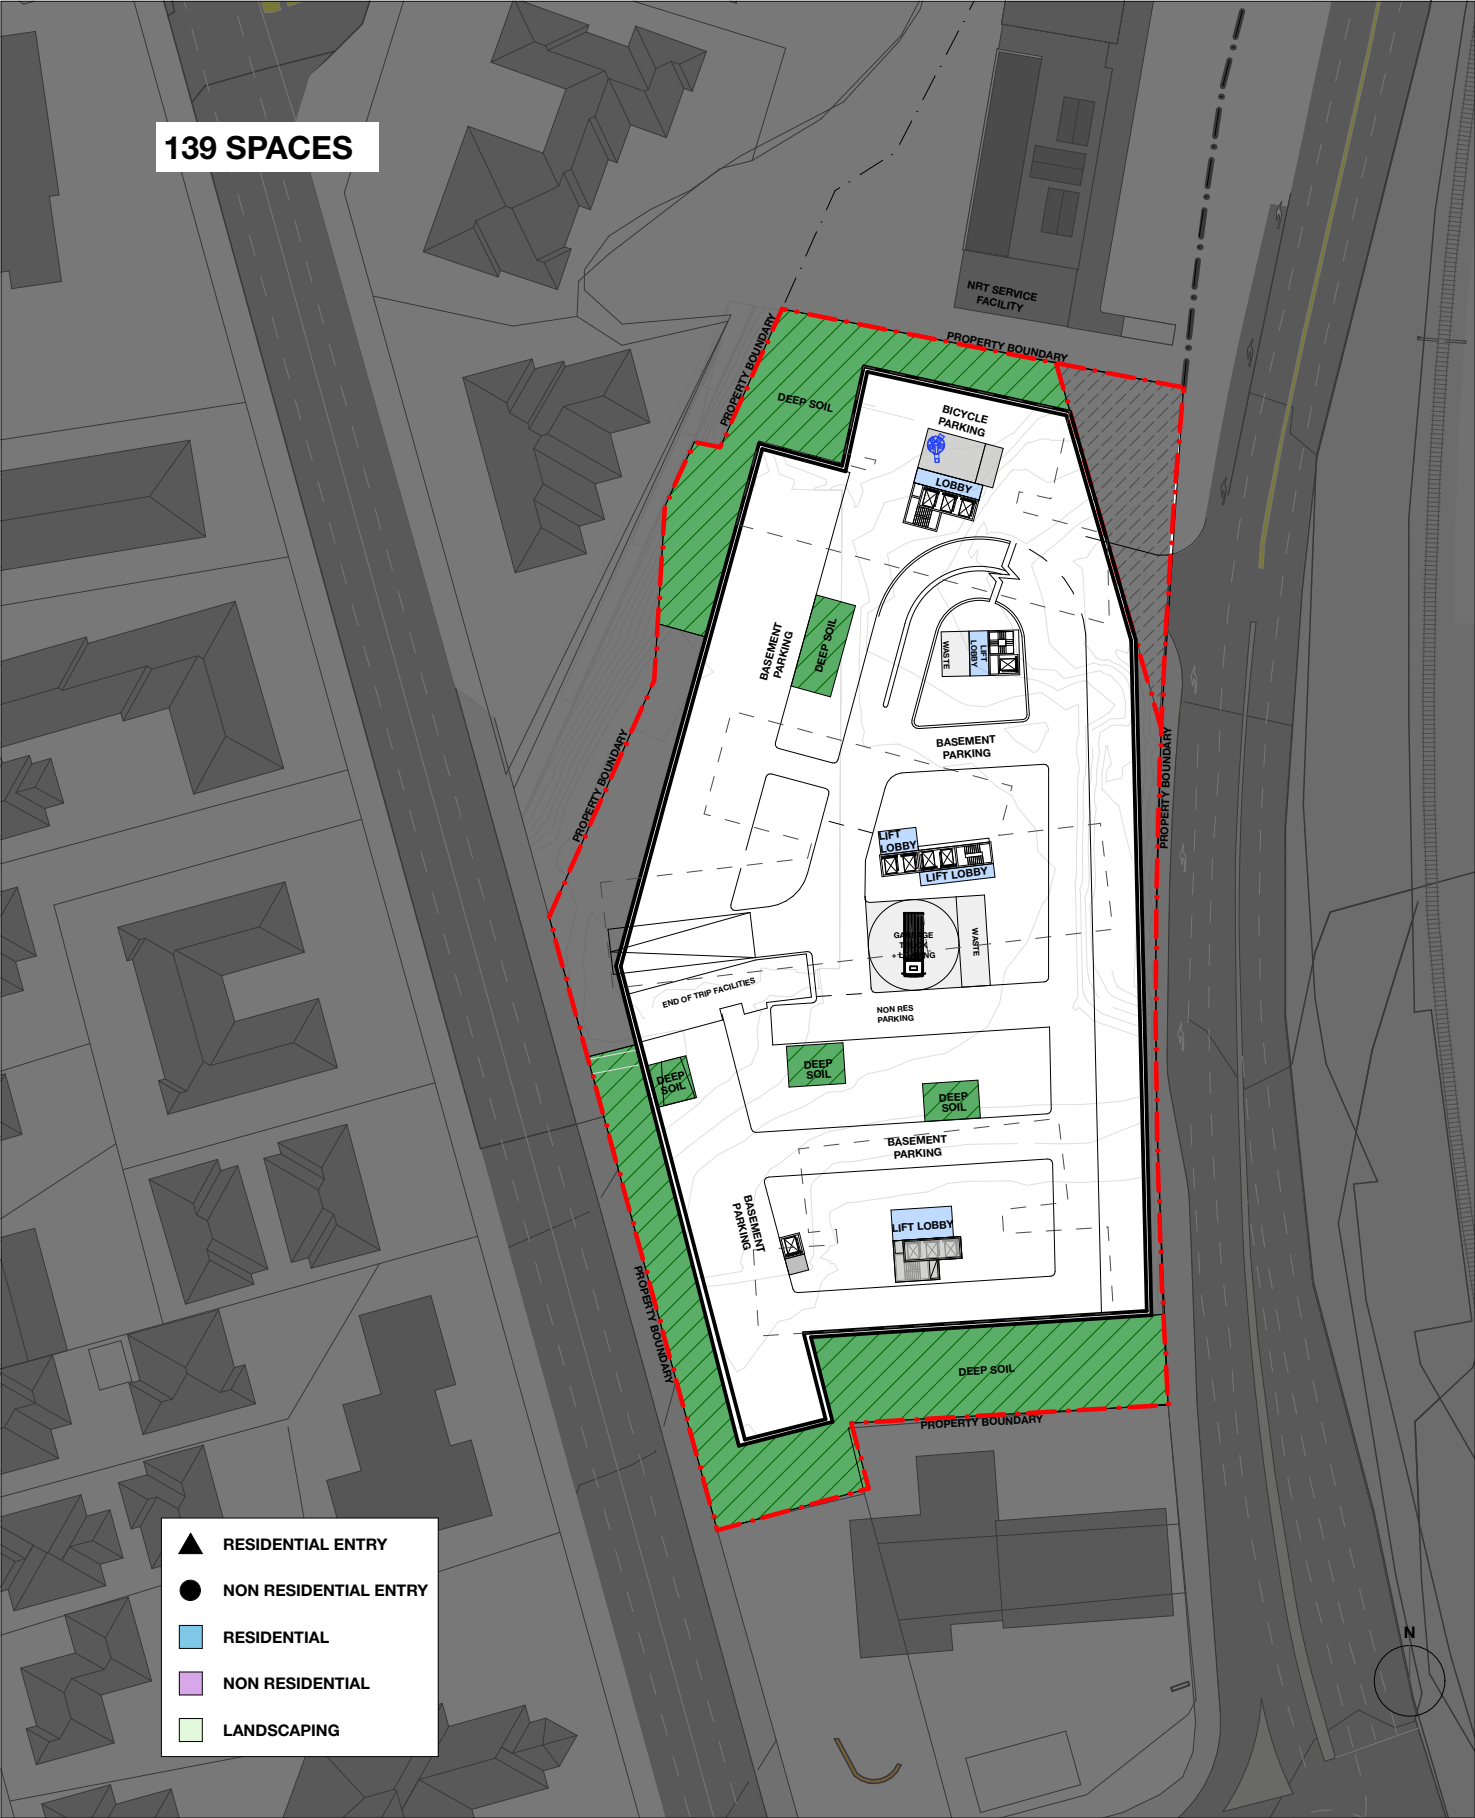 139 SPACES
NRT SERVICE
FACILITY
PROPERTY BOUNDARY
PROPERTY BOUNDARY
DEEP SOIL
BICYCLE
PARKING
LOBBY
BASEMENT
PARKING
DEEP SOIL
WASTE
LIFT
LOBBY
BASEMENT
PARKING
PROPERTY BOUNDARY
PROPERTY BOUNDARY
LIFT
LOBBY
LIFT LOBBY
WASTE
END OF TRIP FACILITIES
NON RES
PARKING
DEEP
SOIL
DEEP
SOIL
DEEP
SOIL
BASEMENT
PARKING
BASEMENT
PARKING
LIFT LOBBY
PROPERTY BOUNDARY
DEEP SOIL
PROPERTY BOUNDARY
RESIDENTIAL ENTRY
NON RESIDENTIAL ENTRY
RESIDENTIAL
NON RESIDENTIAL
LANDSCAPING
N